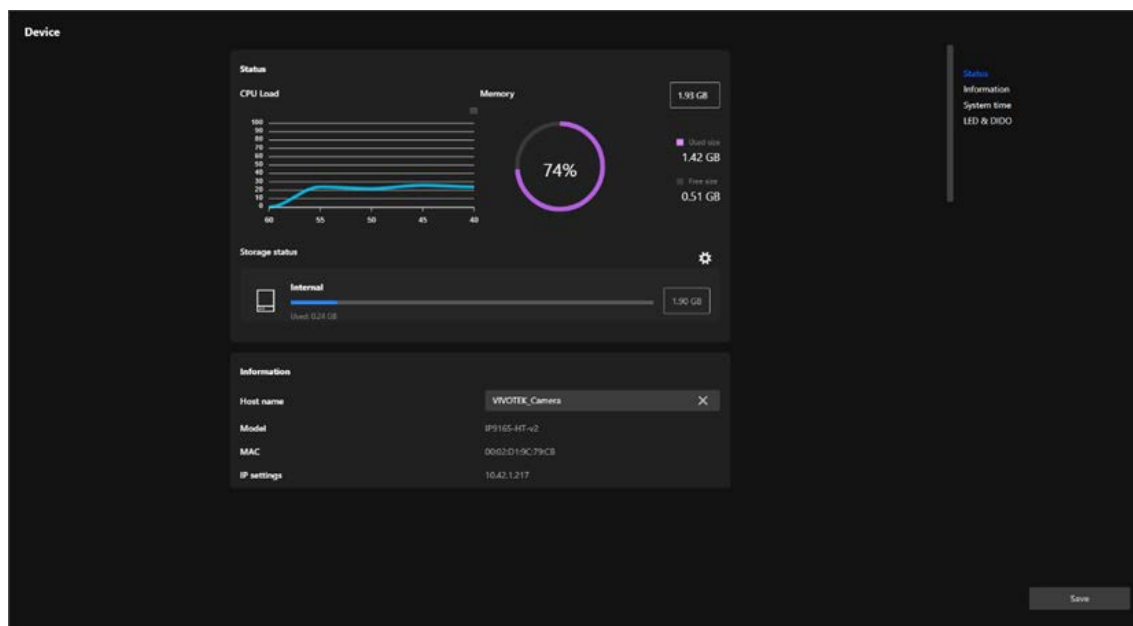 Device
Status
CPU Load
Memory
1.93 GB
100
90
80
70
60
50
40
30
20
10
0
60 55 50 45 40
74%
Used size
1.42 GB
Free size
0.51 GB
Storage status
Internal
Used: 0.24 GB
1.90 GB
Information
Host name VIVOTEK_Camera
Model IP9165-HT-v2
MAC 00:02:D1:9C:79:CB
IP settings 10.42.1.217
Status
Information
System time
LED & DIDO
Save